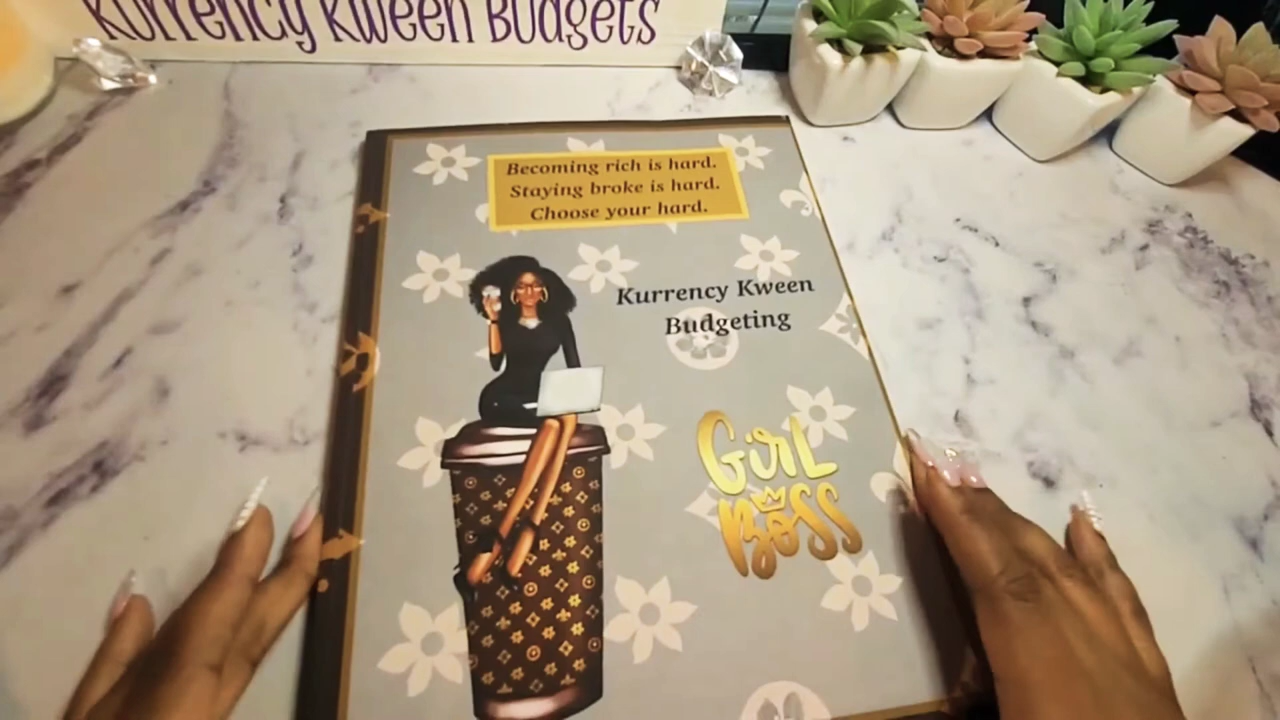 Kurrency Kween Budgets
Becoming rich is hard.
Staying broke is hard.
Choose your hard.
Kurrency Kween
Budgeting
GirL
BOSS